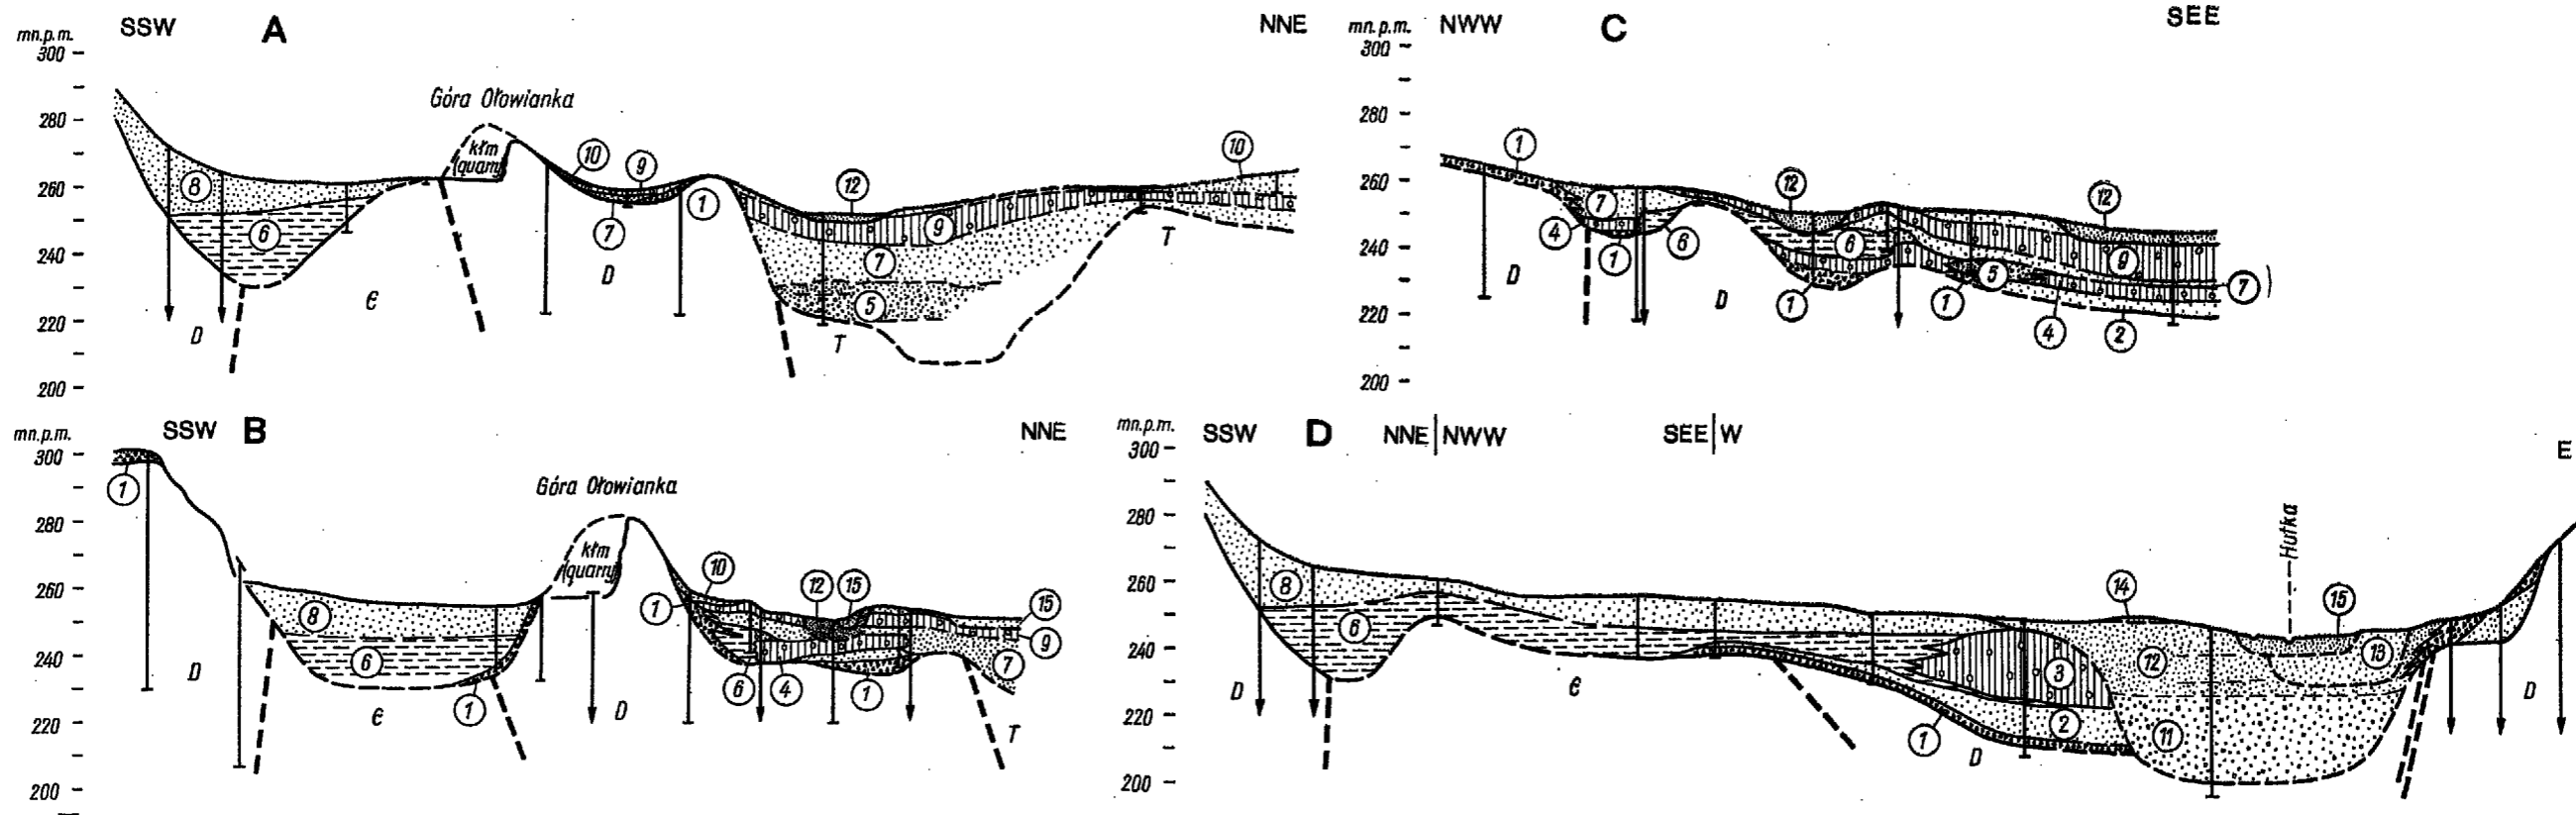 SSW A NNE
m n.p.m.
300
280
260
240
220
200
Góra Ołowianka
kłm
(quarry)
8
6
10
9
7
1
12
9
7
5
10
D
Є
D
T
T
NWW C SEE
m n.p.m.
300
280
260
240
220
200
1
7
4
1
6
12
6
1
5
1
9
12
7
4
2
D
D
SSW B NNE
m n.p.m.
300
280
260
240
220
200
1
8
6
1
Góra Ołowianka
kłm
(quarry)
10
1
12
15
6
4
1
15
9
7
D
Є
D
T
SSW D NNE NWW SEE W E
m n.p.m.
300
280
260
240
220
200
8
6
3
2
1
14
12
11
Hutka
15
13
D
Є
D
D